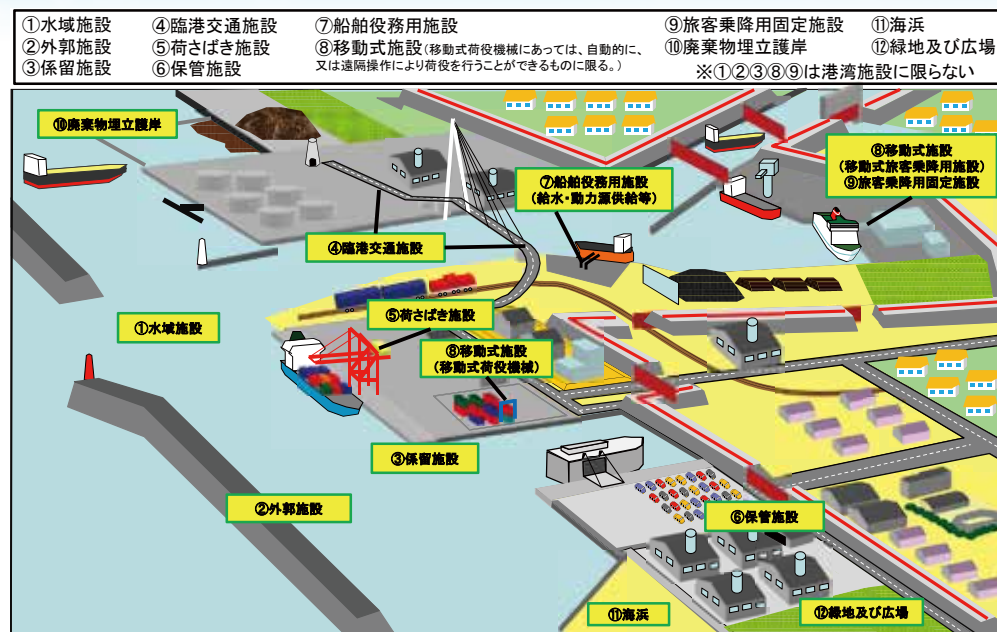 ①水域施設 ④臨港交通施設 ⑦船舶役務用施設 ⑨旅客乗降用固定施設 ⑪海浜
②外郭施設 ⑤荷さばき施設 ⑧移動式施設(移動式荷役機械にあっては、自動的に、 ⑩廃棄物埋立護岸 ⑫緑地及び広場
③係留施設 ⑥保管施設 又は遠隔操作により荷役を行うことができるものに限る。) ※①②③⑧⑨は港湾施設に限らない
⑩廃棄物埋立護岸
⑧移動式施設
(移動式旅客乗降用施設)
⑨旅客乗降用固定施設
⑦船舶役務用施設
(給水・動力源供給等)
④臨港交通施設
⑤荷さばき施設
①水域施設
⑧移動式施設
(移動式荷役機械)
③係留施設
②外郭施設
⑥保管施設
⑪海浜
⑫緑地及び広場